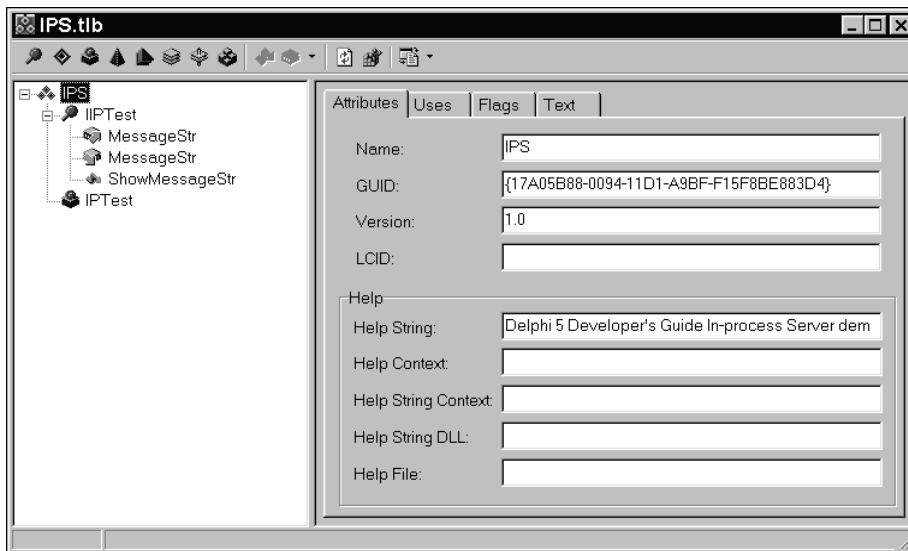 IPS.tlb
IPS
IIPTest
MessageStr
MessageStr
ShowMessageStr
IPTest
Attributes Uses Flags Text
Name: IPS
GUID: {17A05B88-0094-11D1-A9BF-F15F8BE883D4}
Version: 1.0
LCID:
Help
Help String: Delphi 5 Developer's Guide In-process Server dem
Help Context:
Help String Context:
Help String DLL:
Help File: